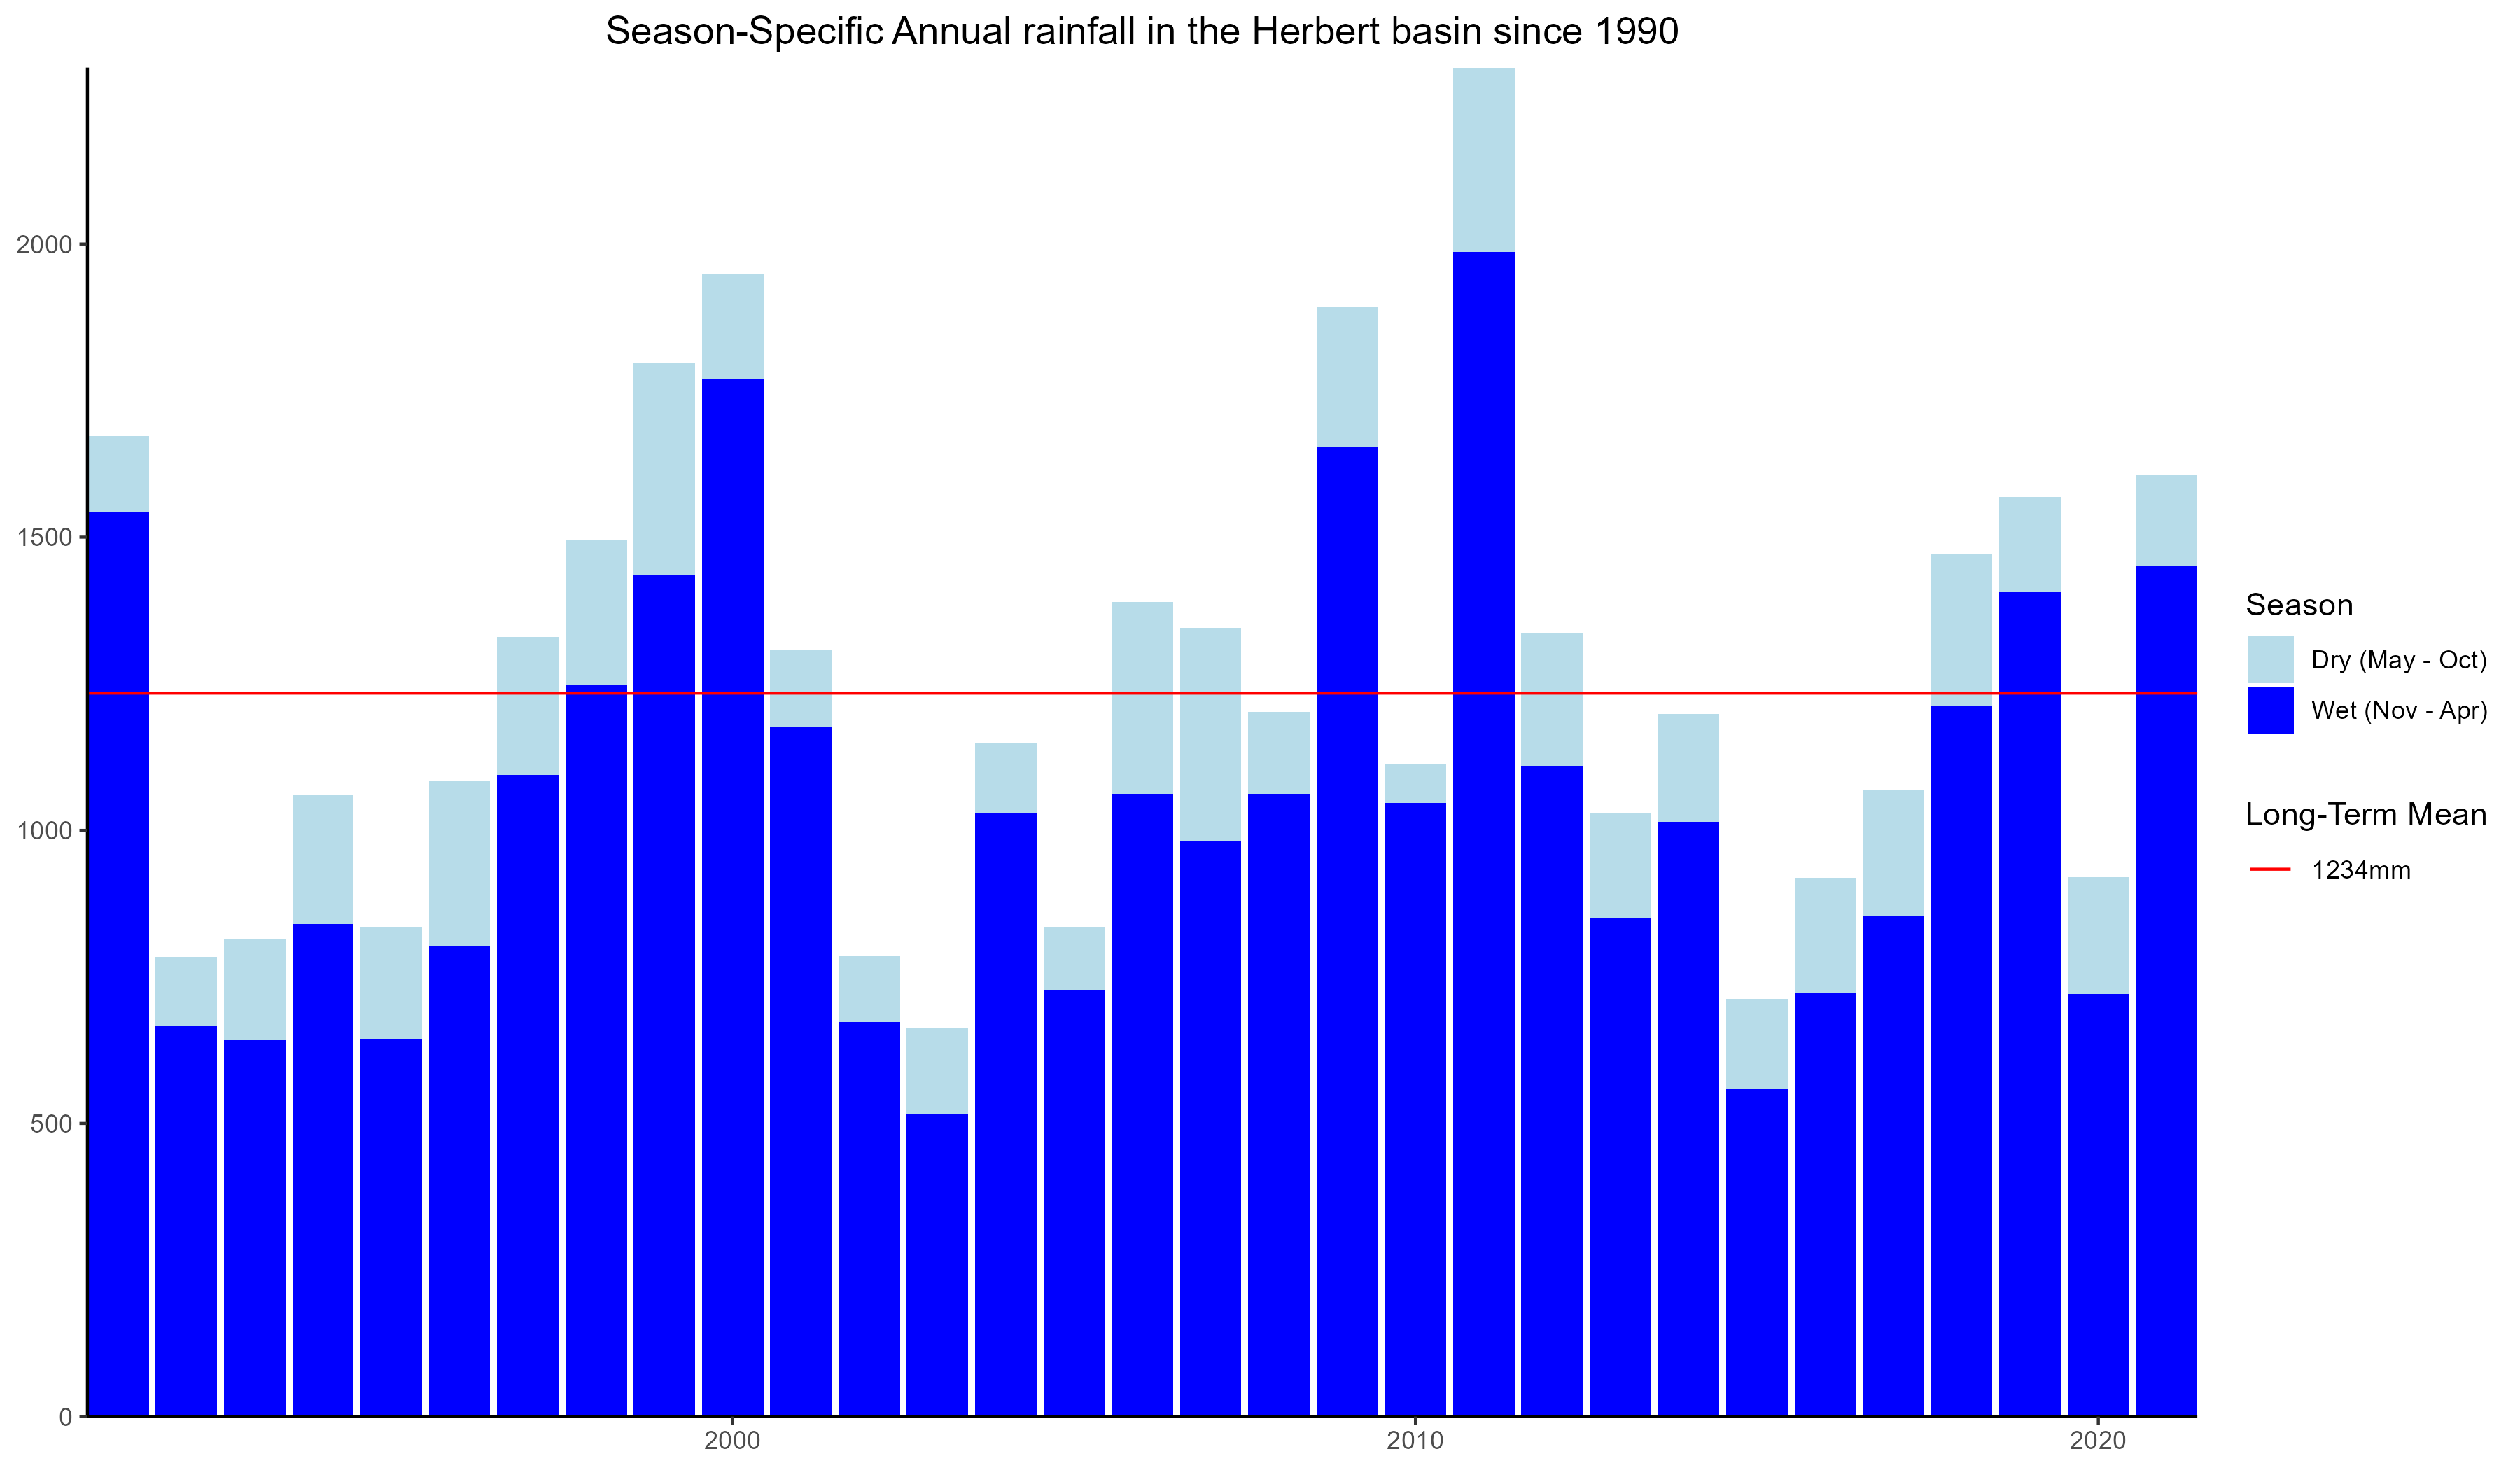 Season-Specific Annual rainfall in the Herbert basin since 1990
2000
1500
1000
500
0
2000
2010
2020
Season
Dry (May - Oct)
Wet (Nov - Apr)
Long-Term Mean
1234mm